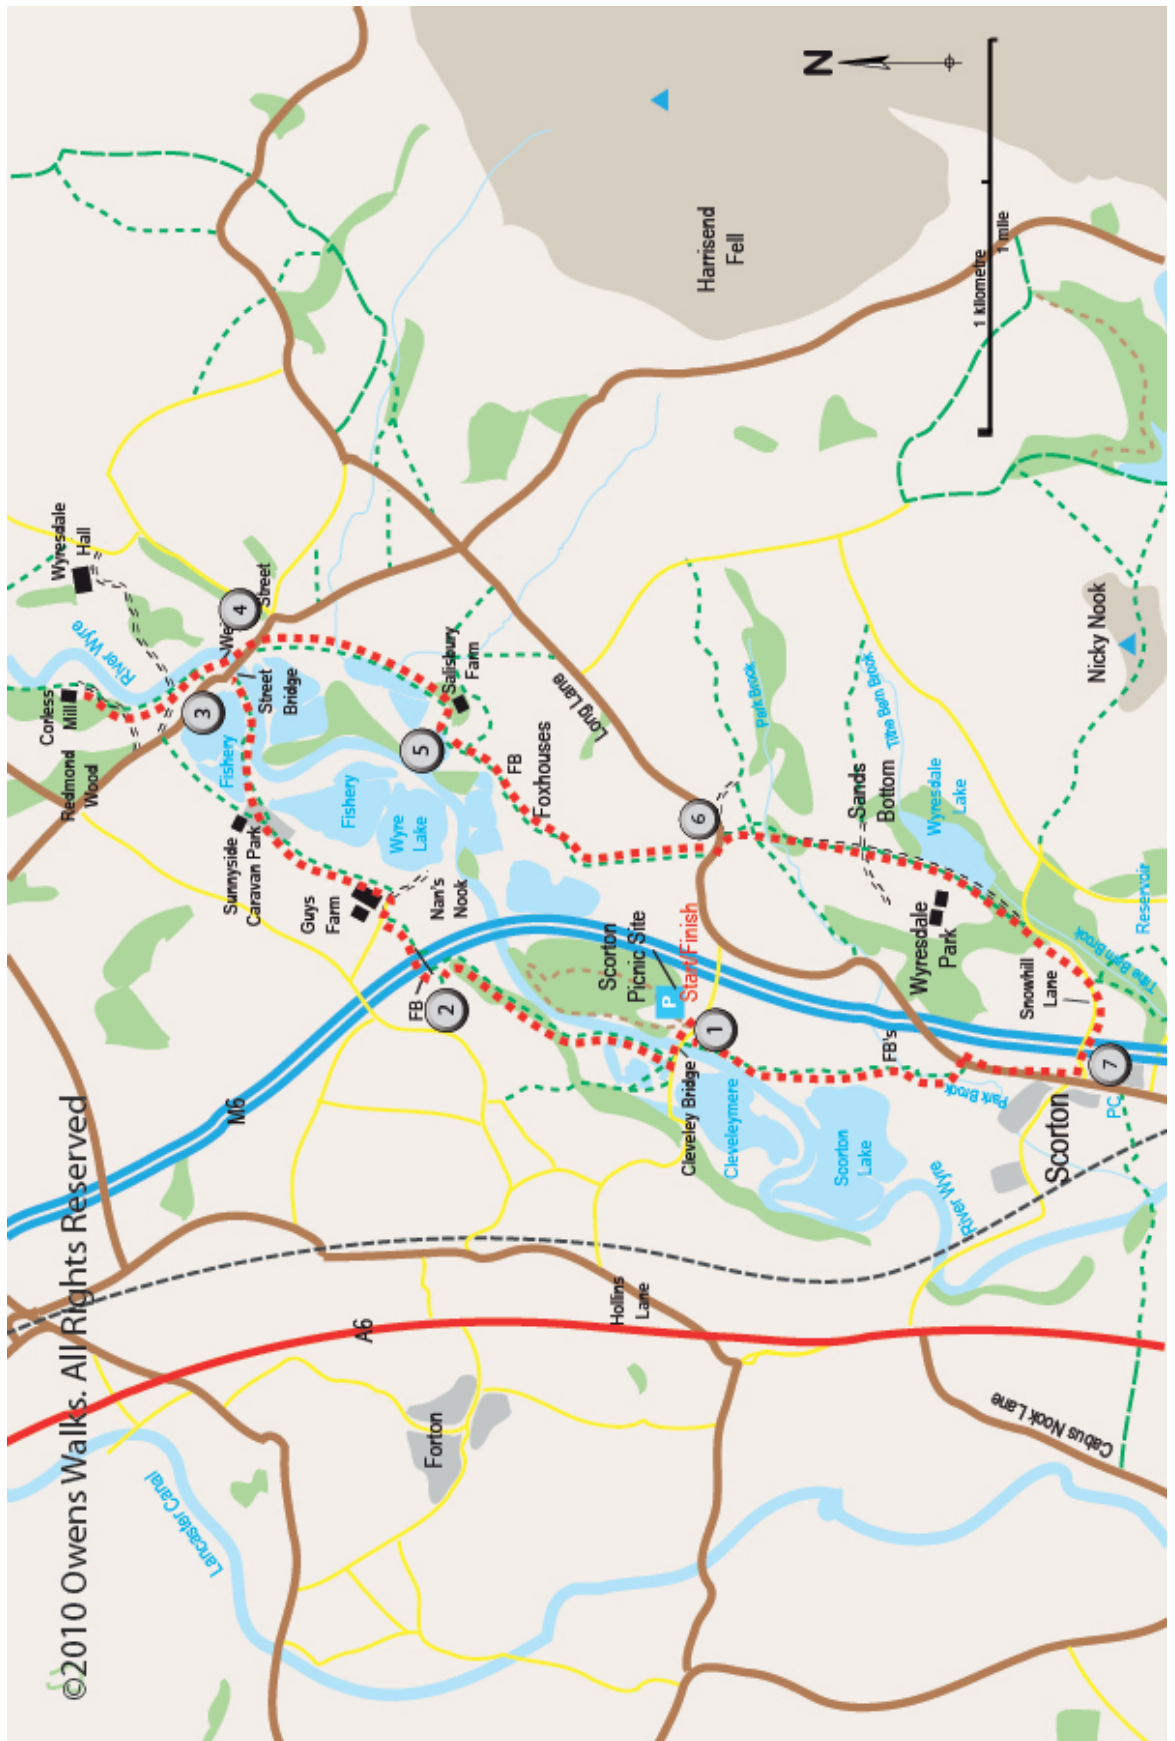 ©2010 Owens Walks. All Rights Reserved
N
1 kilometre
1 mile
Harrisend
Fell
Nicky Nook
Wyresdale
Hall
River Wyre
Corless
Mill
Redmond
Wood
3
4
Street
Street
Bridge
Fishery
Fishery
Wyre
Lake
Sunnyside
Caravan Park
Guys
Farm
Nan's
Nook
FB
2
Salisbury
Farm
5
FB
Foxhouses
Long Lane
6
Park Brook
Tithe Barn Brook
Sands
Bottom
Wyresdale
Lake
Wyresdale
Park
Scorton
Picnic Site
P
Start/Finish
1
Cleveley Bridge
Cleveleymere
Scorton
Lake
FB's
Park Brook
Snowhill
Lane
Tithe Barn Brook
Reservoir
7
PC
Scorton
River Wyre
M6
A6
Hollins
Lane
Forton
Lancaster Canal
Cabus Nook Lane